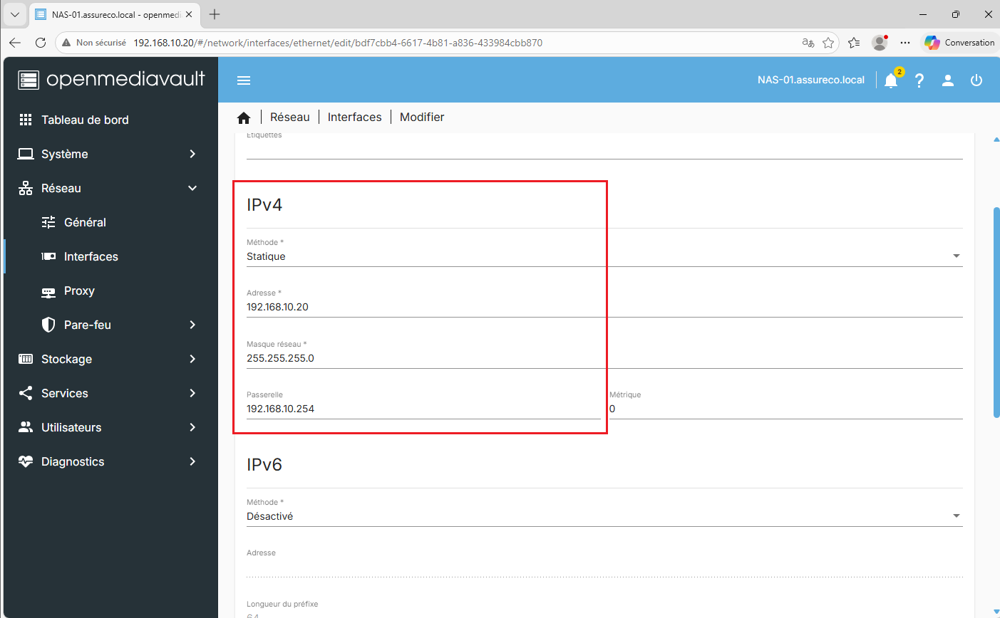 NAS-01.assureco.local - openmedi
Non sécurisé 192.168.10.20/#/network/interfaces/ethernet/edit/bdf7cbb4-6617-4b81-a836-433984cbb870
Conversation
openmediavault
NAS-01.assureco.local
2
Tableau de bord
Système
Réseau
Général
Interfaces
Proxy
Pare-feu
Stockage
Services
Utilisateurs
Diagnostics
Réseau | Interfaces | Modifier
Étiquettes
IPv4
Méthode *
Statique
Adresse *
192.168.10.20
Masque réseau *
255.255.255.0
Passerelle
192.168.10.254
Métrique
0
IPv6
Méthode *
Désactivé
Adresse
Longueur du préfixe
64